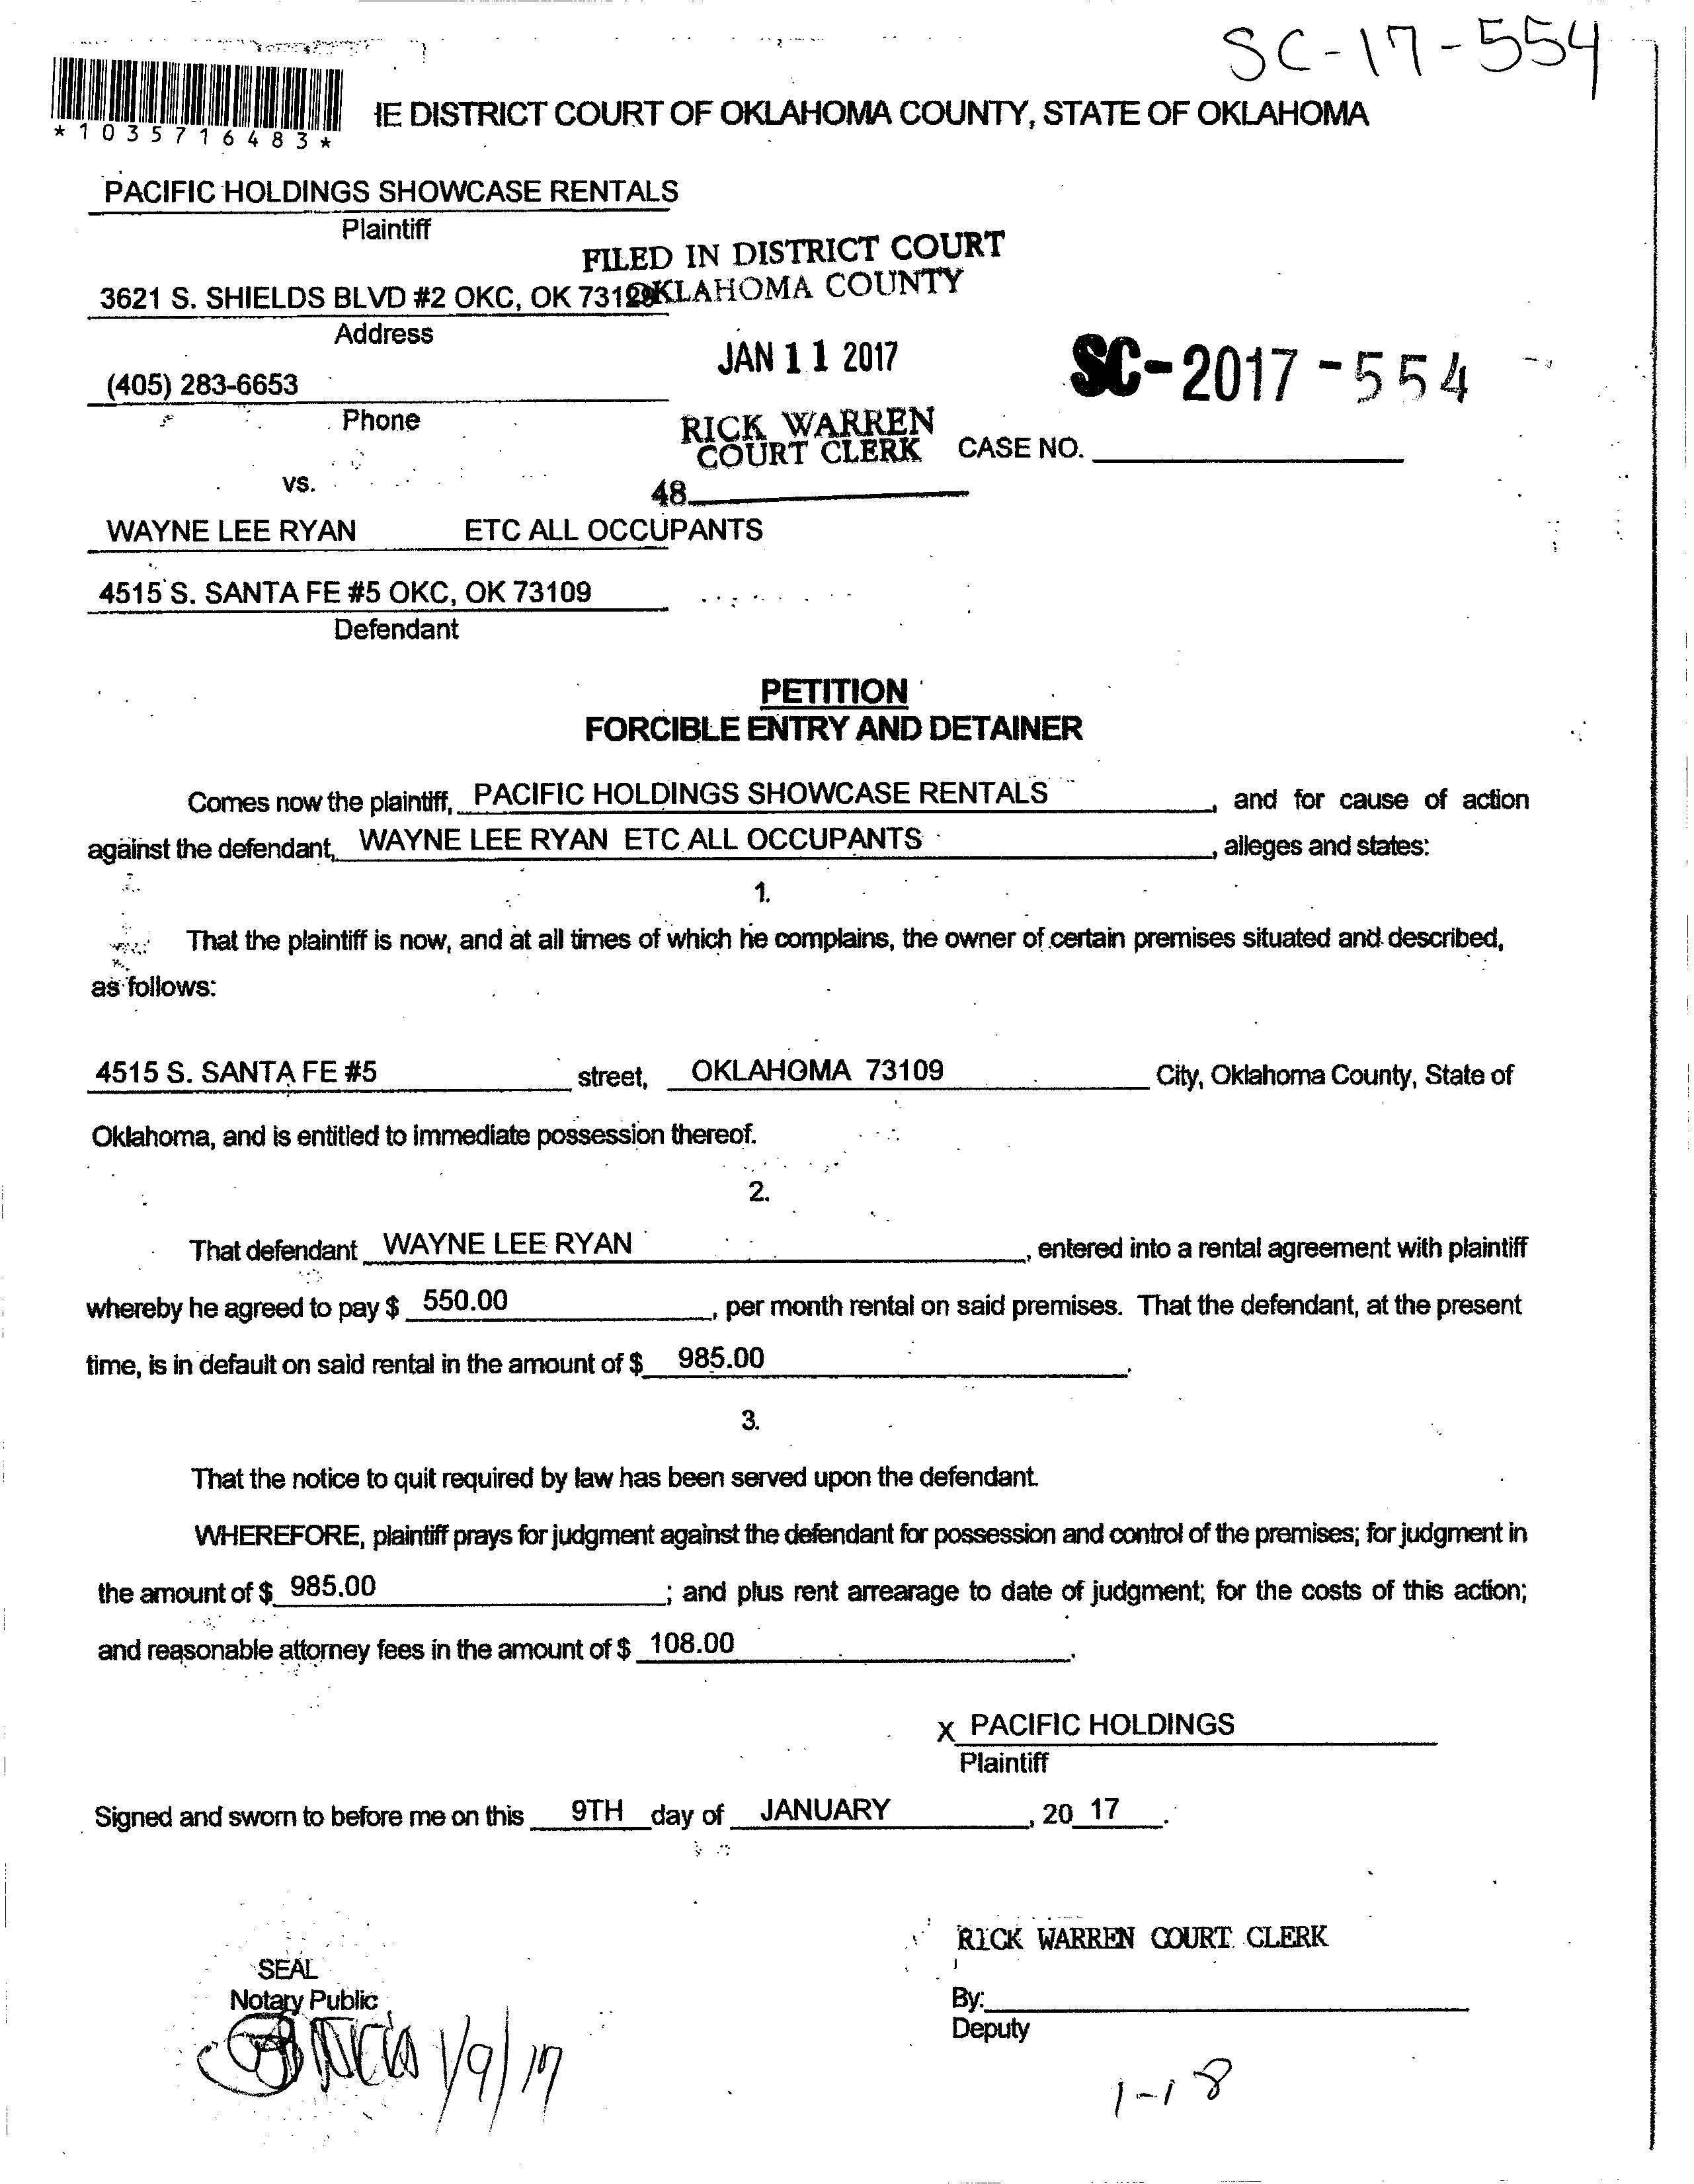 SC-17-554
*1035716483*
IE DISTRICT COURT OF OKLAHOMA COUNTY, STATE OF OKLAHOMA
PACIFIC HOLDINGS SHOWCASE RENTALS
Plaintiff
FILED IN DISTRICT COURT
OKLAHOMA COUNTY
3621 S. SHIELDS BLVD #2 OKC, OK
Address
JAN 11 2017
SC-2017-554
(405) 283-6653
Phone
RICK WARREN
COURT CLERK
CASE NO.
vs.
48
WAYNE LEE RYAN ETC ALL OCCUPANTS
4515 S. SANTA FE #5 OKC, OK 73109
Defendant
PETITION
FORCIBLE ENTRY AND DETAINER
Comes now the plaintiff, PACIFIC HOLDINGS SHOWCASE RENTALS, and for cause of action
against the defendant, WAYNE LEE RYAN ETC ALL OCCUPANTS, alleges and states:
1.
That the plaintiff is now, and at all times of which he complains, the owner of certain premises situated and described,
as follows:
4515 S. SANTA FE #5 street, OKLAHOMA 73109 City, Oklahoma County, State of
Oklahoma, and is entitled to immediate possession thereof.
2.
That defendant WAYNE LEE RYAN, entered into a rental agreement with plaintiff
whereby he agreed to pay $ 550.00, per month rental on said premises. That the defendant, at the present
time, is in default on said rental in the amount of $ 985.00.
3.
That the notice to quit required by law has been served upon the defendant.
WHEREFORE, plaintiff prays for judgment against the defendant for possession and control of the premises; for judgment in
the amount of $ 985.00; and plus rent arrearage to date of judgment; for the costs of this action;
and reasonable attorney fees in the amount of $ 108.00.
X PACIFIC HOLDINGS
Plaintiff
Signed and sworn to before me on this 9TH day of JANUARY, 20 17.
RICK WARREN COURT CLERK
SEAL
Notary Public
By:
Deputy
1/9/17
1-18